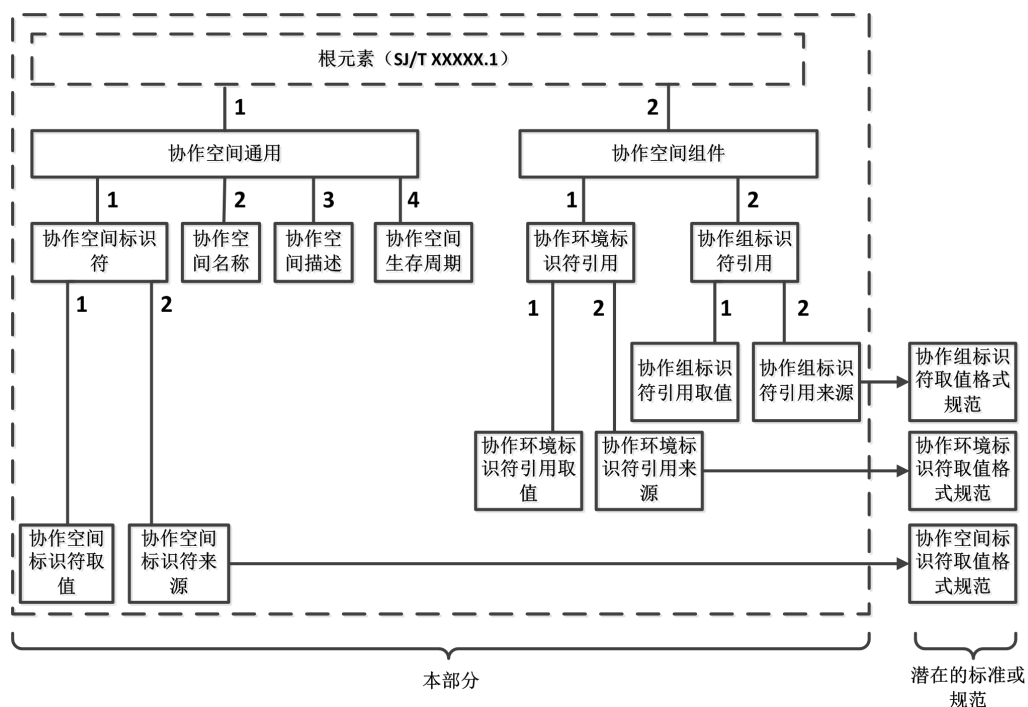 根元素（SJ/T XXXXX.1）
1
2
协作空间通用
协作空间组件
1
2
3
4
1
2
协作空间标识
符
协作空
间名称
协作空
间描述
协作空间
生存周期
协作环境标
识符引用
协作组标识
符引用
1
2
1
2
1
2
协作组标识
符引用取值
协作组标识
符引用来源
协作组标识
符取值格式
规范
协作环境标
识符引用取
值
协作环境标
识符引用来
源
协作环境标
识符取值格
式规范
协作空间
标识符取
值
协作空间
标识符来
源
协作空间标
识符取值格
式规范
本部分
潜在的标准或
规范